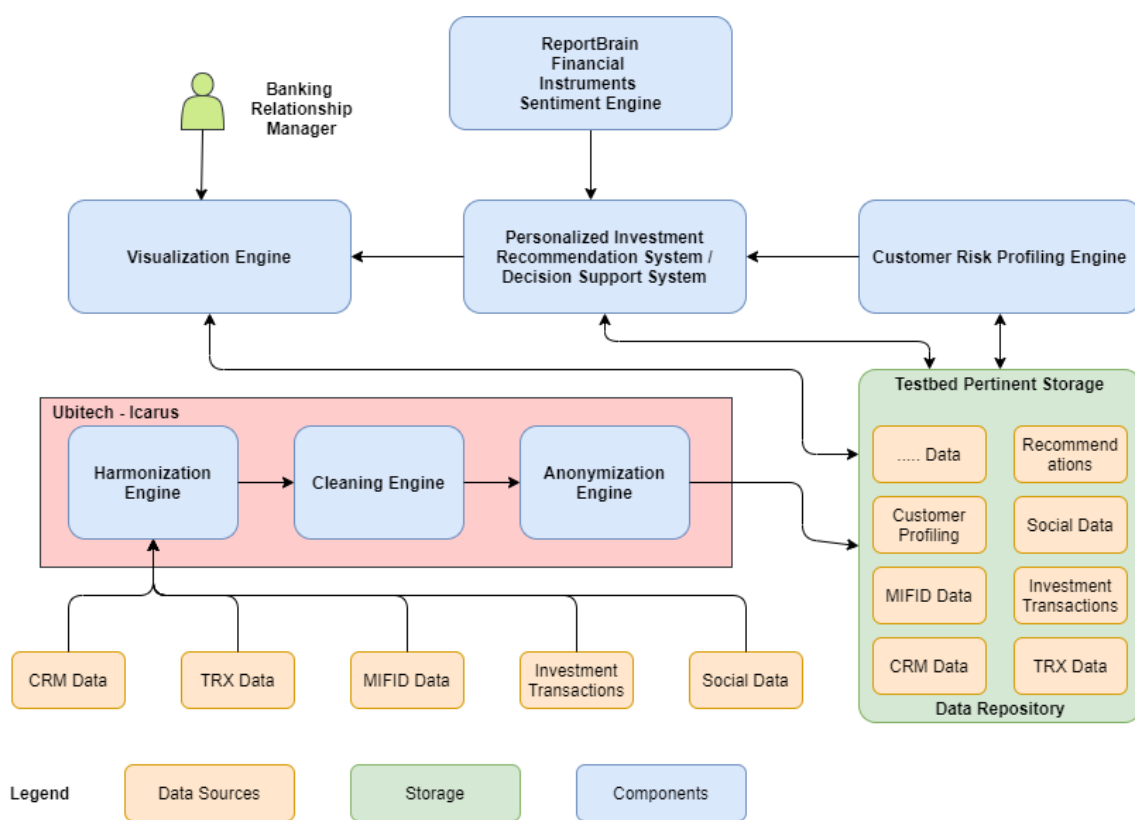 ReportBrain
Financial
Instruments
Sentiment Engine
Banking
Relationship
Manager
Visualization Engine
Personalized Investment
Recommendation System /
Decision Support System
Customer Risk Profiling Engine
Ubitech - Icarus
Harmonization
Engine
Cleaning Engine
Anonymization
Engine
Testbed Pertinent Storage
..... Data
Recommend
ations
Customer
Profiling
Social Data
MIFID Data
Investment
Transactions
CRM Data
TRX Data
Data Repository
CRM Data
TRX Data
MIFID Data
Investment
Transactions
Social Data
Legend
Data Sources
Storage
Components